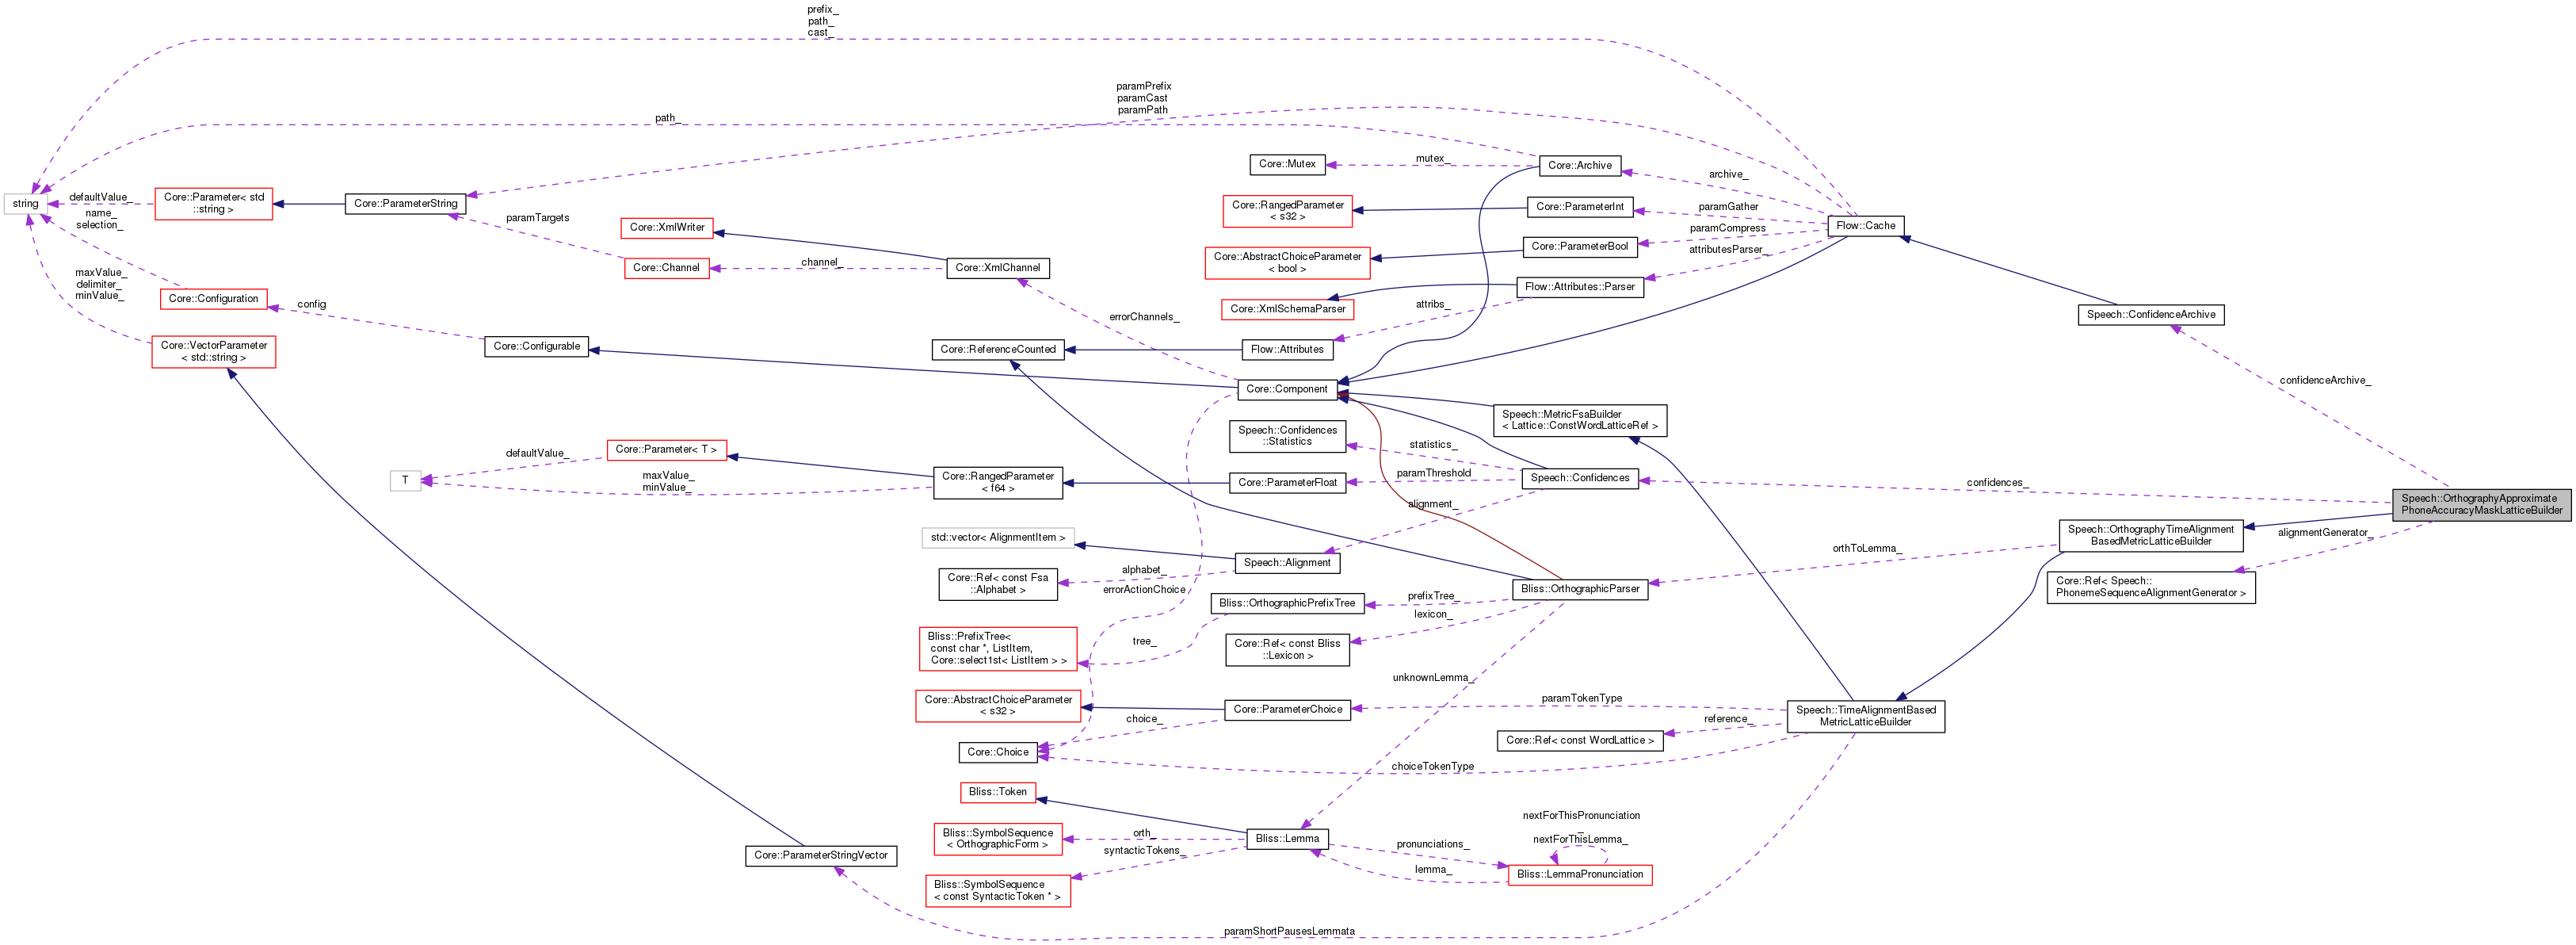 prefix_
path_
cast_
paramPrefix
paramCast
paramPath
path_
Core::Mutex
mutex_
Core::Archive
archive_
string
defaultValue_
Core::Parameter< std
::string >
Core::ParameterString
name_
selection_
paramTargets
Core::XmlWriter
Core::RangedParameter
< s32 >
Core::ParameterInt
paramGather
Flow::Cache
paramCompress
Core::ParameterBool
attributesParser_
Core::AbstractChoiceParameter
< bool >
Core::Channel
channel_
Core::XmlChannel
maxValue_
delimiter_
minValue_
Core::Configuration
config
Flow::Attributes::Parser
Core::XmlSchemaParser
attribs_
errorChannels_
Speech::ConfidenceArchive
Core::VectorParameter
< std::string >
Core::Configurable
Core::ReferenceCounted
Flow::Attributes
Core::Component
confidenceArchive_
Speech::MetricFsaBuilder
< Lattice::ConstWordLatticeRef >
Speech::Confidences
::Statistics
statistics_
Core::Parameter< T >
defaultValue_
T
maxValue_
minValue_
Core::RangedParameter
< f64 >
Core::ParameterFloat
paramThreshold
Speech::Confidences
confidences_
alignment_
Speech::OrthographyApproximate
PhoneAccuracyMaskLatticeBuilder
std::vector< AlignmentItem >
Speech::Alignment
Speech::OrthographyTimeAlignment
BasedMetricLatticeBuilder
alignmentGenerator_
orthToLemma_
alphabet_
Core::Ref< const Fsa
::Alphabet >
errorActionChoice
Bliss::OrthographicParser
Core::Ref< Speech::
PhonemeSequenceAlignmentGenerator >
Bliss::OrthographicPrefixTree
prefixTree_
lexicon_
Bliss::PrefixTree<
const char *, ListItem,
Core::select1st< ListItem > >
tree_
Core::Ref< const Bliss
::Lexicon >
unknownLemma_
Core::AbstractChoiceParameter
< s32 >
Core::ParameterChoice
paramTokenType
Speech::TimeAlignmentBased
MetricLatticeBuilder
choice_
reference_
Core::Choice
Core::Ref< const WordLattice >
choiceTokenType
Bliss::Token
nextForThisPronunciation
_
nextForThisLemma_
Bliss::SymbolSequence
< OrthographicForm >
orth_
Bliss::Lemma
pronunciations_
syntacticTokens_
Core::ParameterStringVector
lemma_
Bliss::LemmaPronunciation
Bliss::SymbolSequence
< const SyntacticToken * >
paramShortPausesLemmata